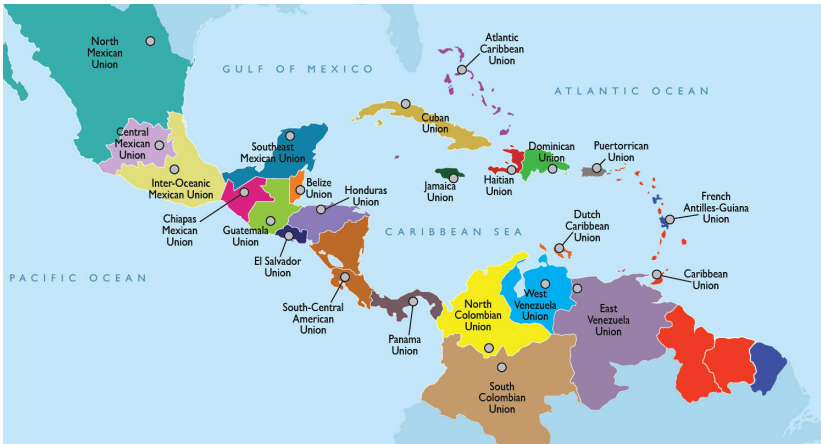 North
Mexican
Union
Atlantic
Caribbean
Union
GULF OF MEXICO
ATLANTIC OCEAN
Cuban
Union
Central
Mexican
Union
Southeast
Mexican Union
Dominican
Union
Puertorrican
Union
Inter-Oceanic
Mexican Union
Belize
Union
Honduras
Union
Jamaica
Union
Haitian
Union
French
Antilles-Guiana
Union
Chiapas
Mexican
Union
Guatemala
Union
CARIBBEAN SEA
Dutch
Caribbean
Union
El Salvador
Union
PACIFIC OCEAN
Caribbean
Union
South-Central
American
Union
Panama
Union
North
Colombian
Union
West
Venezuela
Union
East
Venezuela
Union
South
Colombian
Union